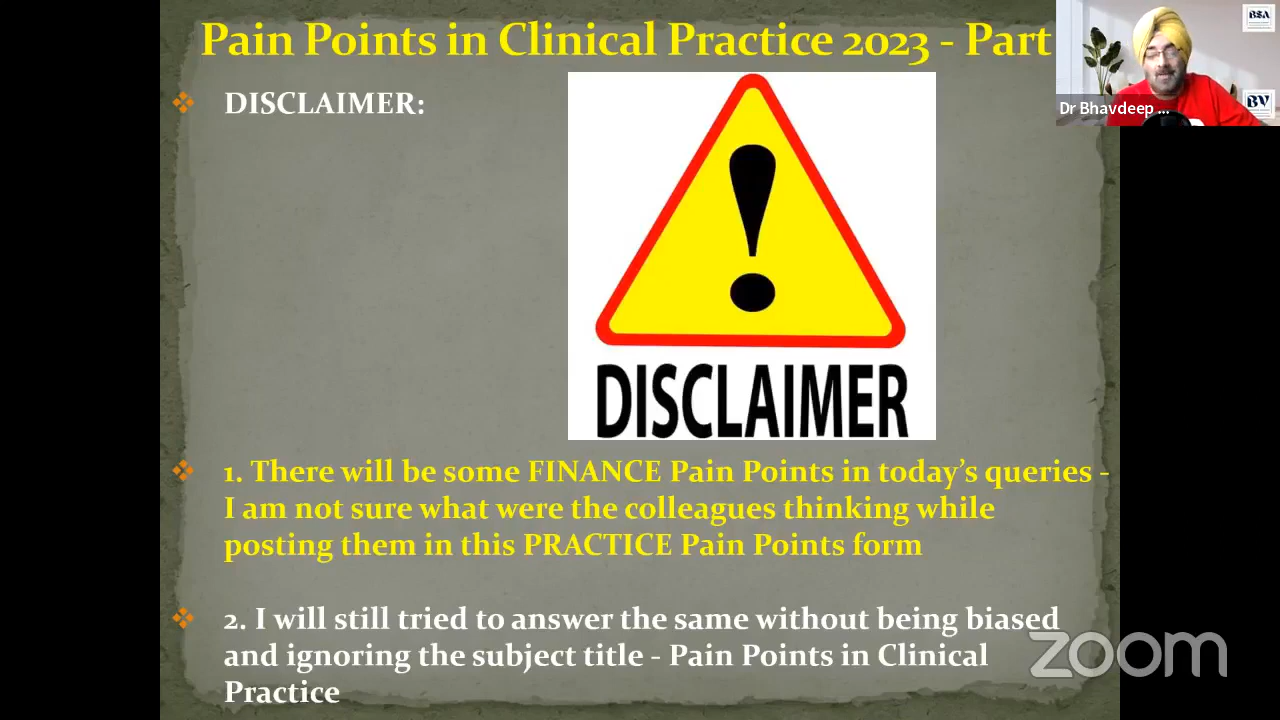 Pain Points in Clinical Practice 2023 - Part
DISCLAIMER:
BSA
BV
Dr Bhavdeep ...
DISCLAIMER
1. There will be some FINANCE Pain Points in today's queries -
I am not sure what were the colleagues thinking while
posting them in this PRACTICE Pain Points form
2. I will still tried to answer the same without being biased
and ignoring the subject title - Pain Points in Clinical
Practice
zoom